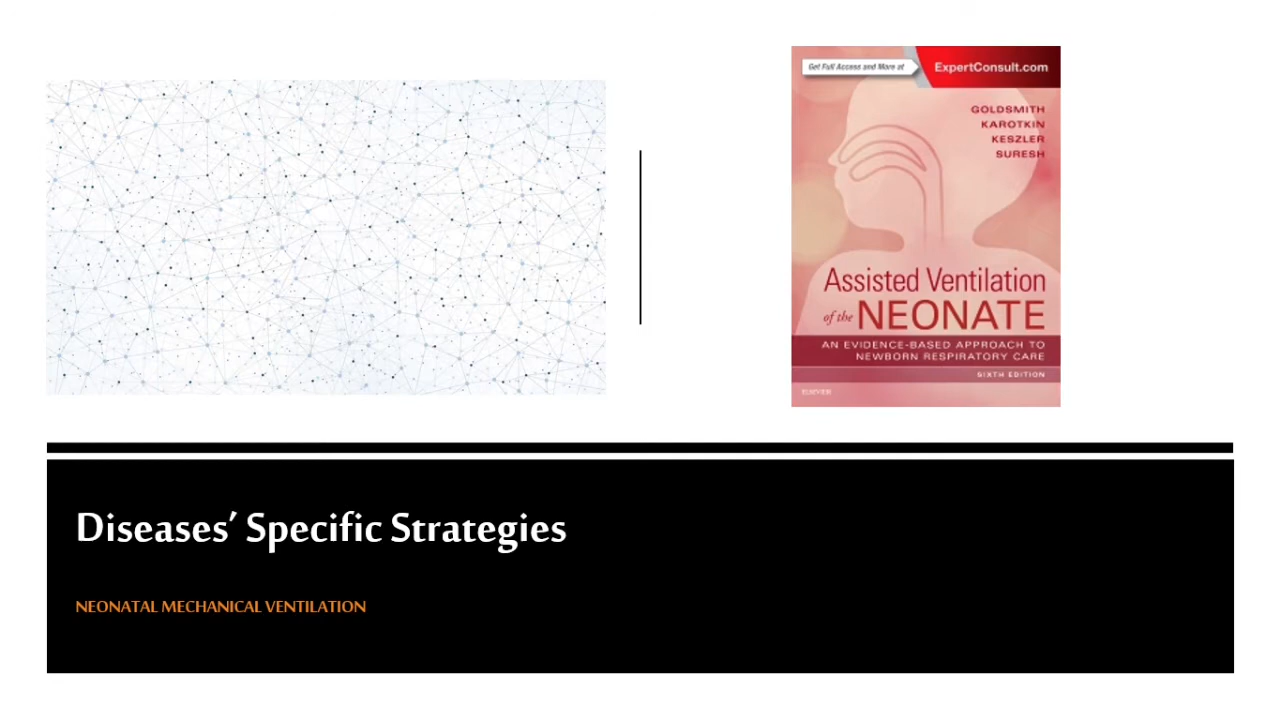 Get Full Access and More at
ExpertConsult.com
GOLDSMITH
KAROTKIN
KESZLER
SURESH
Assisted Ventilation
of the NEONATE
AN EVIDENCE-BASED APPROACH TO
NEWBORN RESPIRATORY CARE
SIXTH EDITION
ELSEVIER
Diseases’ Specific Strategies
NEONATAL MECHANICAL VENTILATION